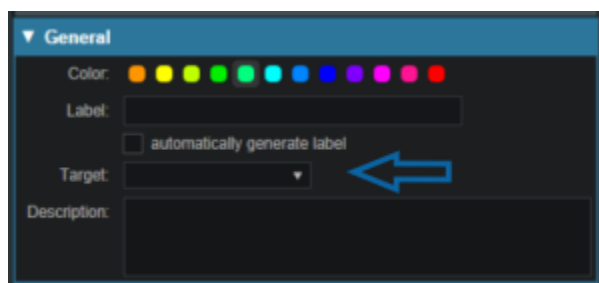 General
Color:
Label:
automatically generate label
Target:
Description: